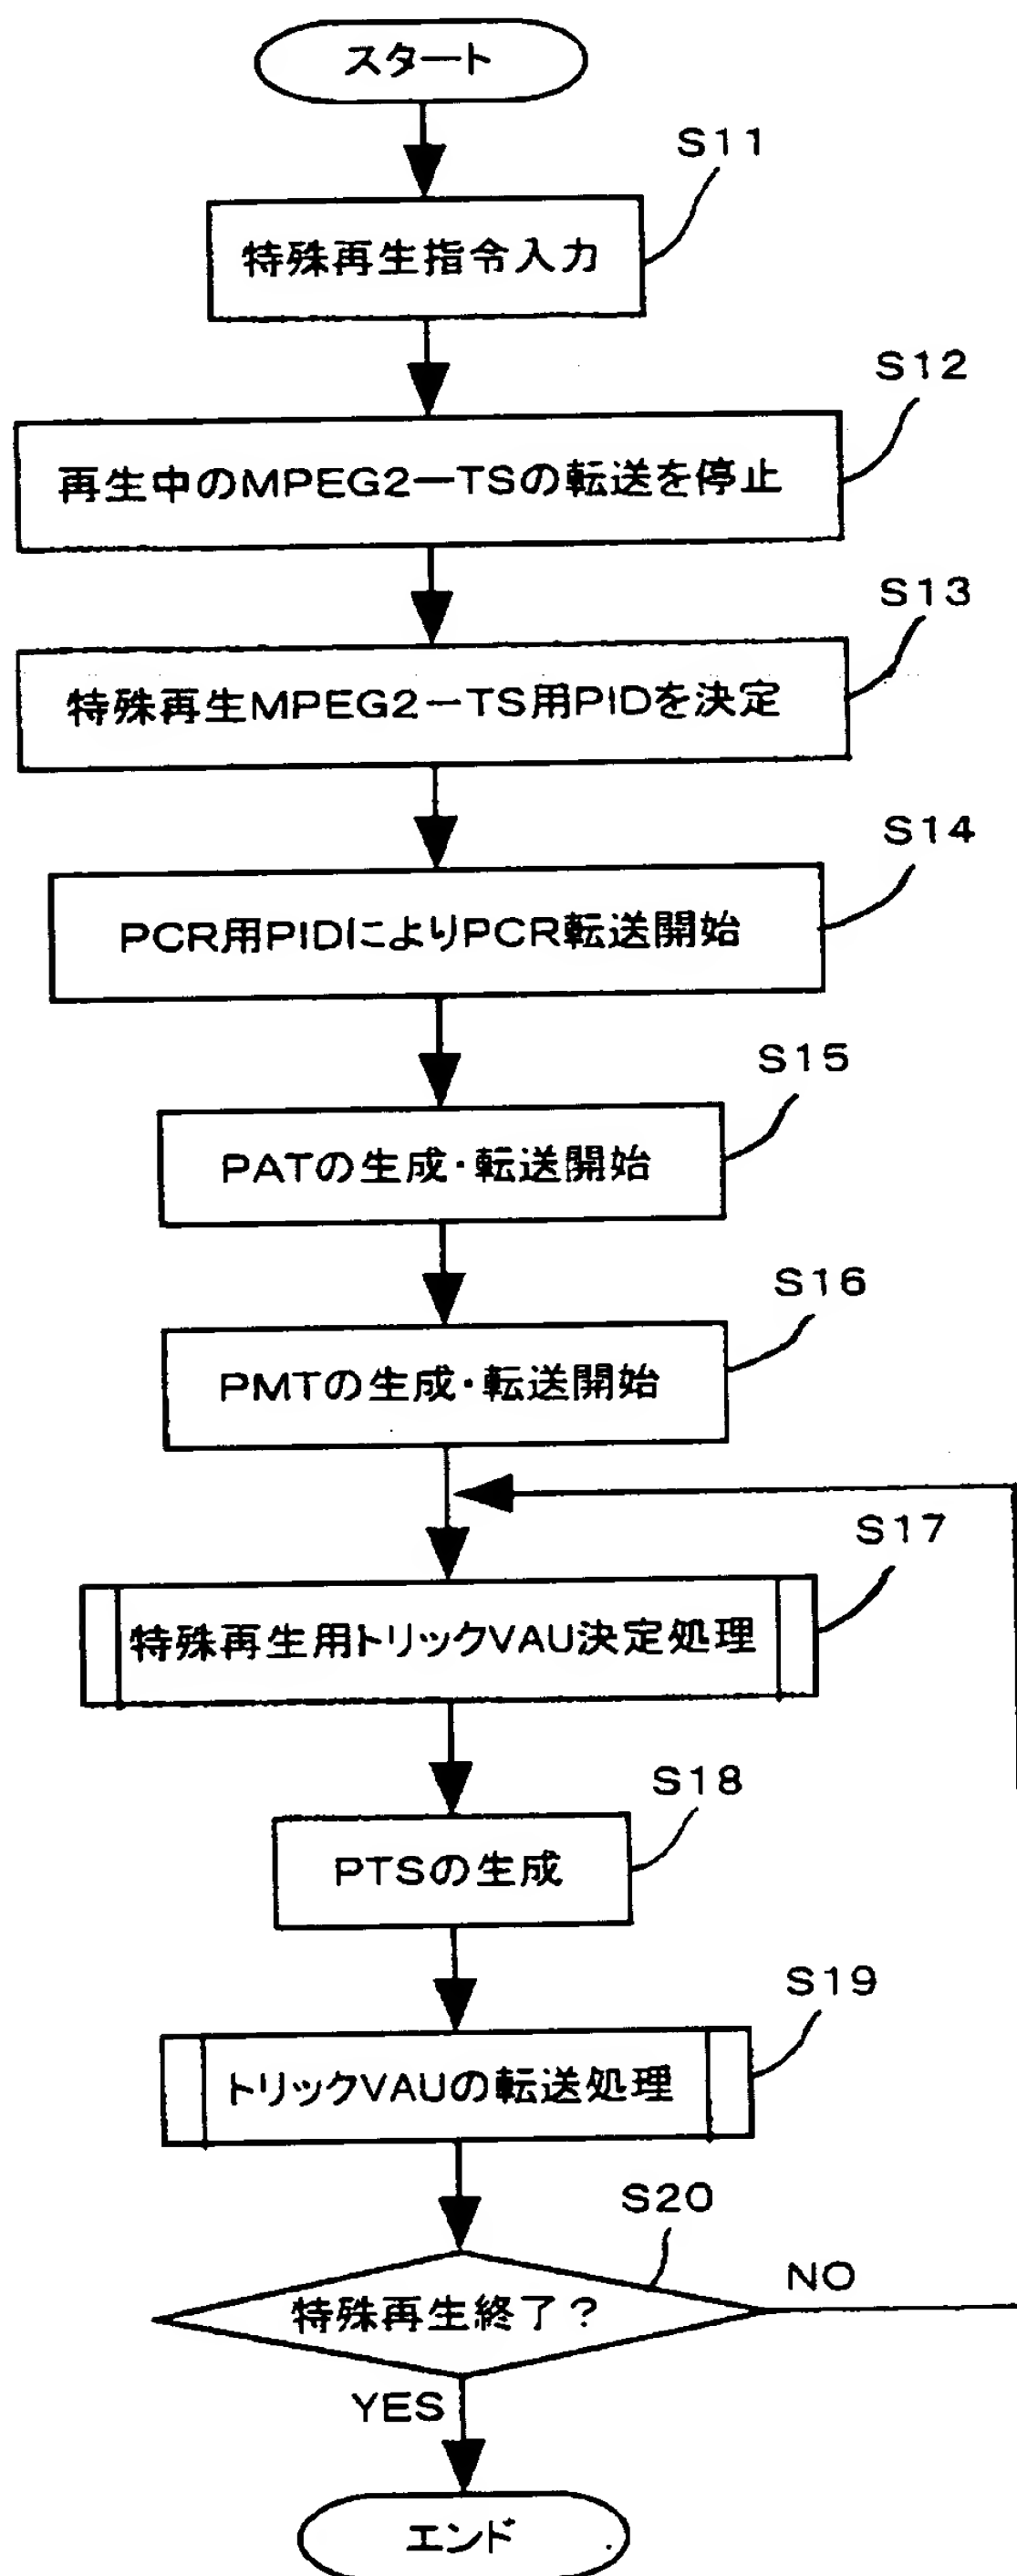 スタート
S11
特殊再生指令入力
S12
再生中のMPEG2ーTSの転送を停止
S13
特殊再生MPEG2ーTS用PIDを決定
S14
PCR用PIDによりPCR転送開始
S15
PATの生成・転送開始
S16
PMTの生成・転送開始
S17
特殊再生用トリックVAU決定処理
S18
PTSの生成
S19
トリックVAUの転送処理
S20
特殊再生終了?
NO
YES
エンド